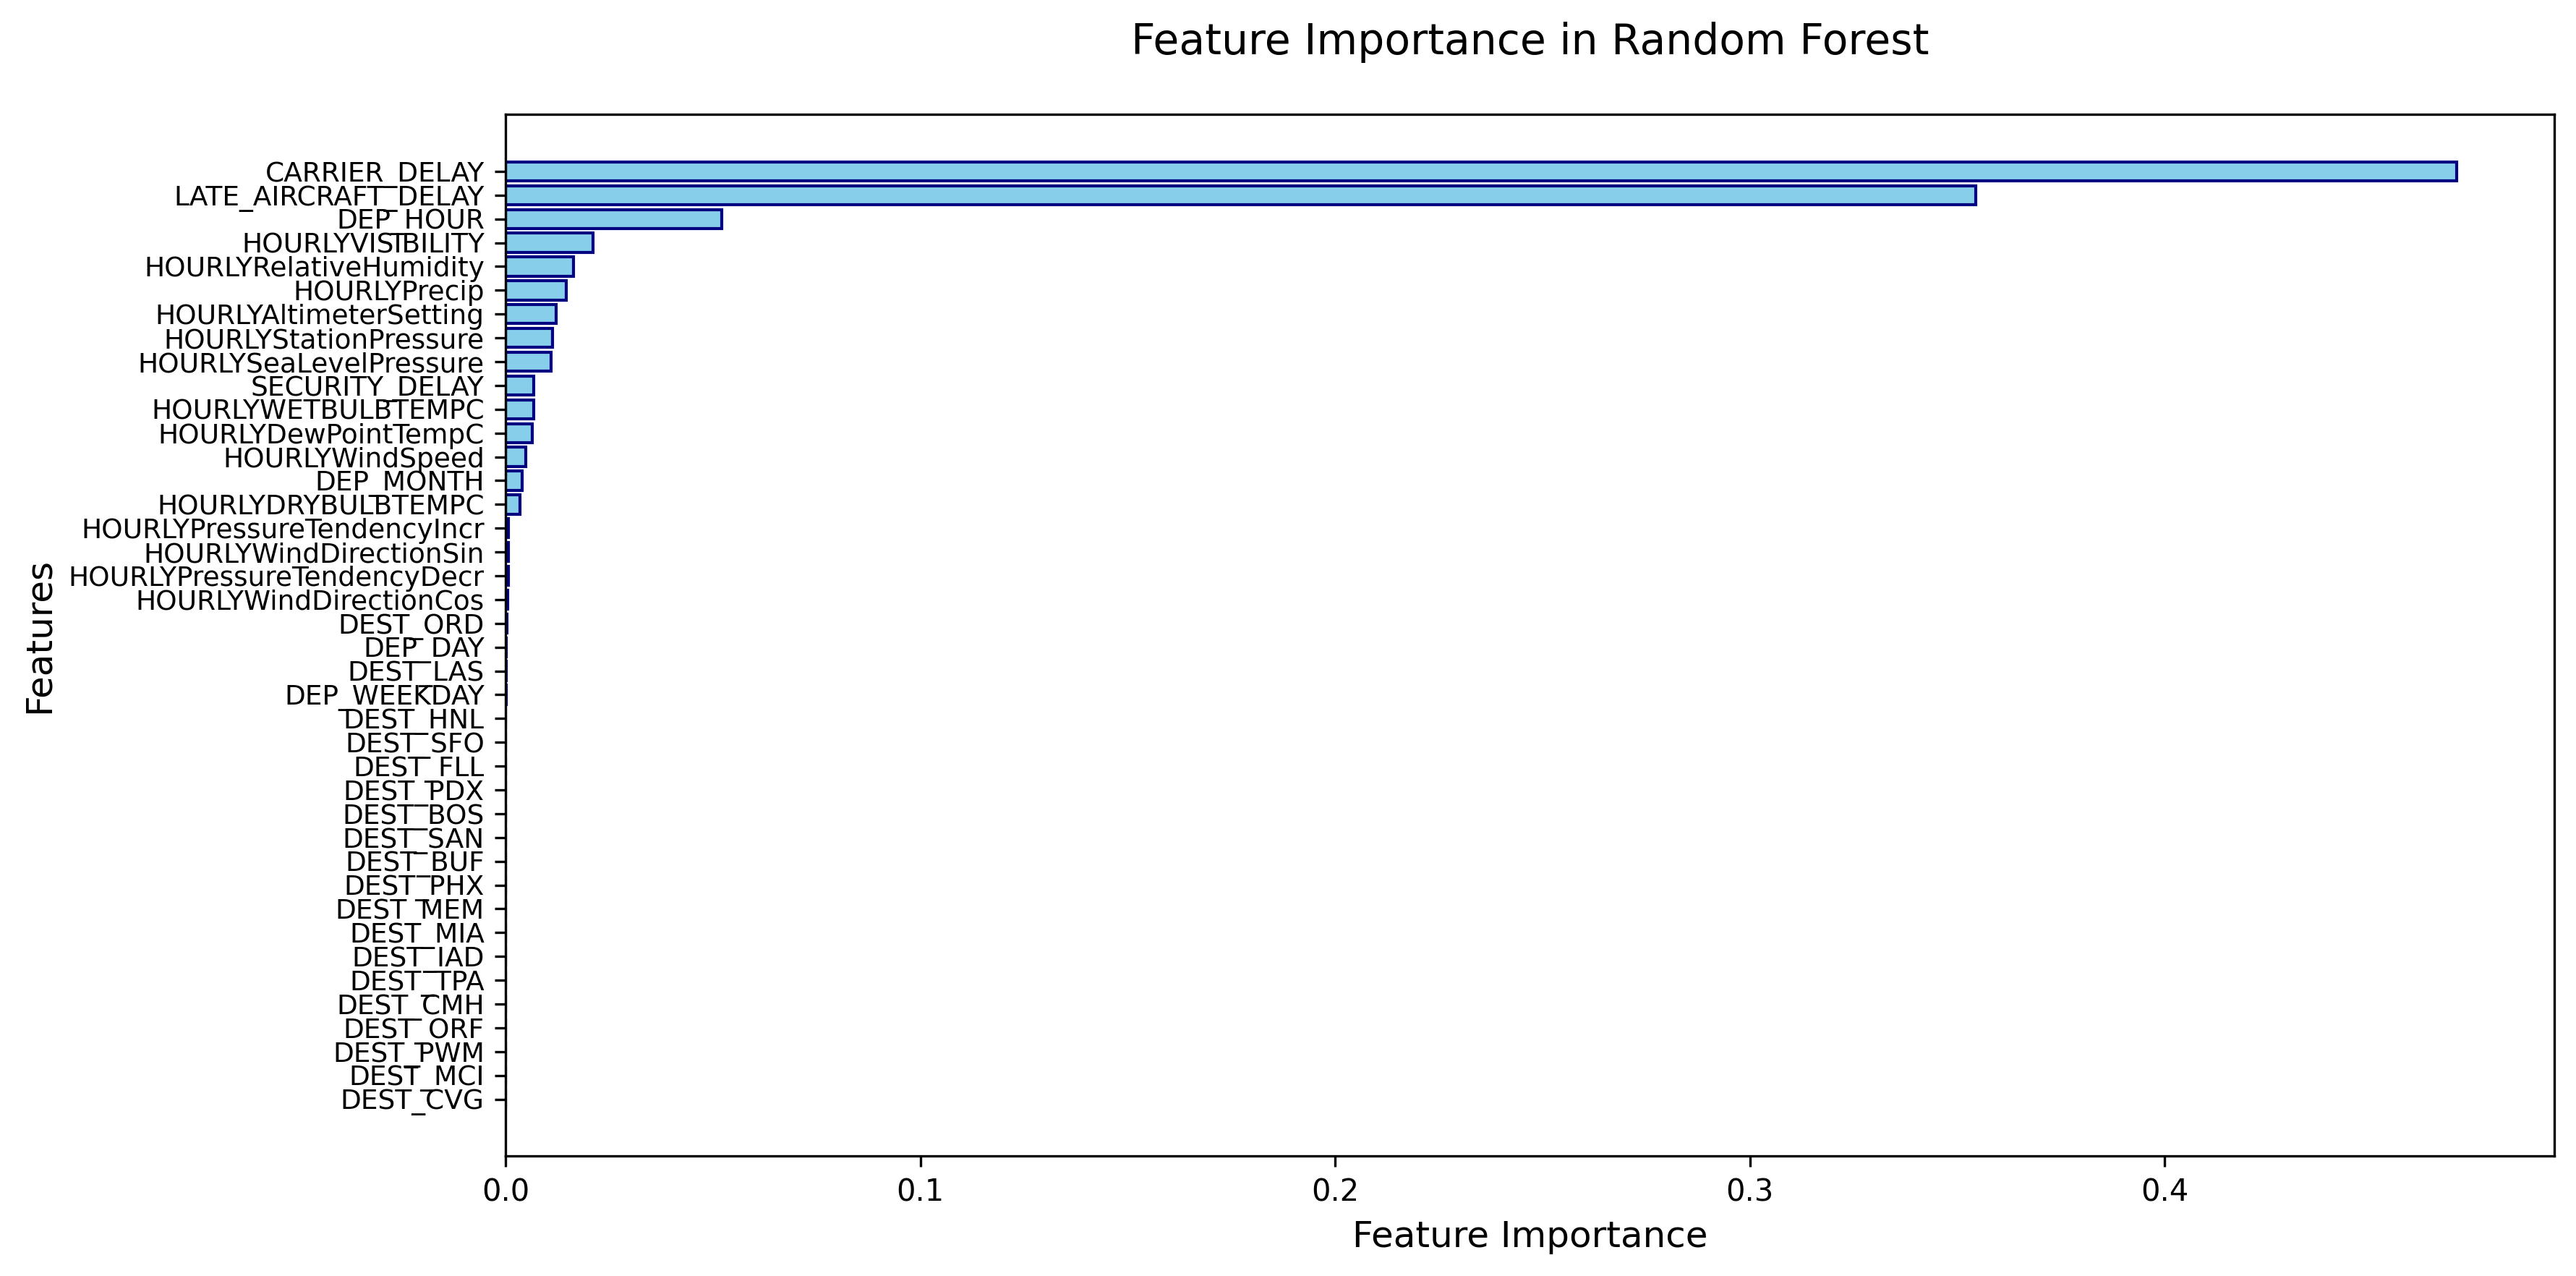 Feature Importance in Random Forest
CARRIER_DELAY
LATE_AIRCRAFT_DELAY
DEP_HOUR
HOURLYVISIBILITY
HOURLYRelativeHumidity
HOURLYPrecip
HOURLYAltimeterSetting
HOURLYStationPressure
HOURLYSeaLevelPressure
SECURITY_DELAY
HOURLYWETBULBTEMPC
HOURLYDewPointTempC
HOURLYWindSpeed
DEP_MONTH
HOURLYDRYBULBTEMPC
HOURLYPressureTendencyIncr
HOURLYWindDirectionSin
HOURLYPressureTendencyDecr
HOURLYWindDirectionCos
DEST_ORD
DEP_DAY
DEST_LAS
DEP_WEEKDAY
DEST_HNL
DEST_SFO
DEST_FLL
DEST_PDX
DEST_BOS
DEST_SAN
DEST_BUF
DEST_PHX
DEST_MEM
DEST_MIA
DEST_IAD
DEST_TPA
DEST_CMH
DEST_ORF
DEST_PWM
DEST_MCI
DEST_CVG
Features
0.0 0.1 0.2 0.3 0.4
Feature Importance